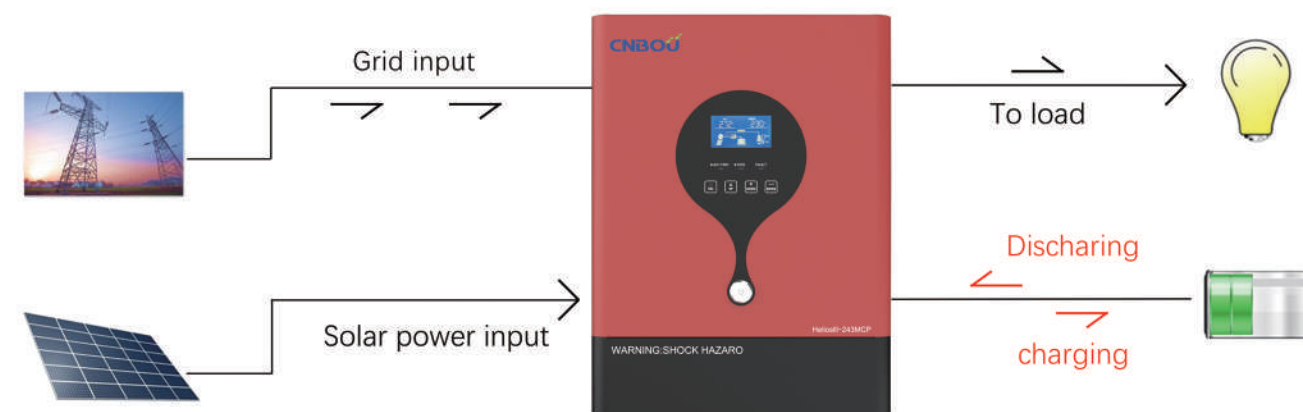 CNBOU
Grid input
To load
Solar power input
Discharing
charging
WARNING:SHOCK HAZARO